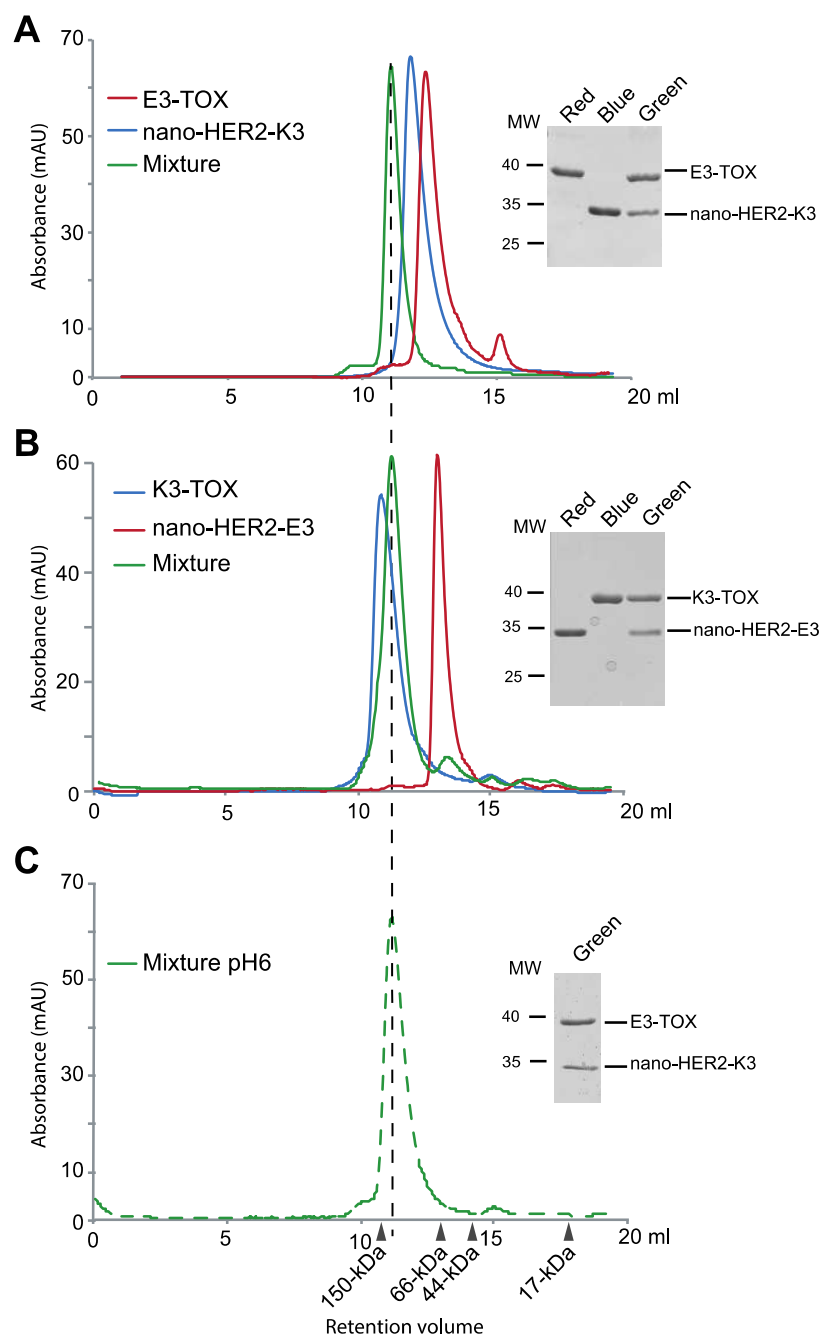 A
70
50
30
10
0
Absorbance (mAU)
E3-TOX
nano-HER2-K3
Mixture
0
5
10
15
20 ml
Red
Blue
Green
MW
40
35
25
E3-TOX
nano-HER2-K3
B
60
40
20
0
Absorbance (mAU)
K3-TOX
nano-HER2-E3
Mixture
0
5
10
15
20 ml
Red
Blue
Green
MW
40
35
25
K3-TOX
nano-HER2-E3
C
70
50
30
10
0
Absorbance (mAU)
Mixture pH6
0
5
10
15
20 ml
Green
MW
40
35
E3-TOX
nano-HER2-K3
150-kDa
66-kDa
44-kDa
17-kDa
Retention volume